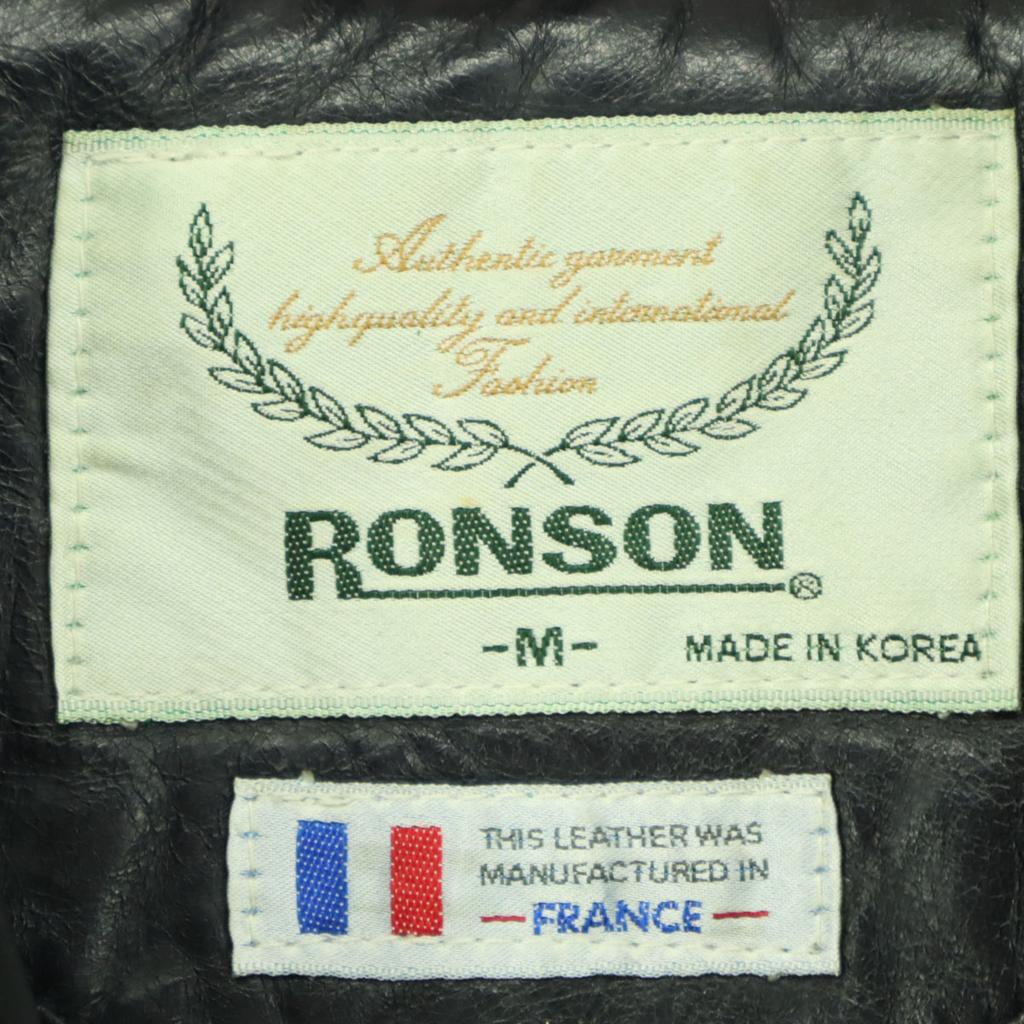 Authentic garment
highquality and international
Fashion
RONSON®
-M-
MADE IN KOREA
THIS LEATHER WAS
MANUFACTURED IN
FRANCE